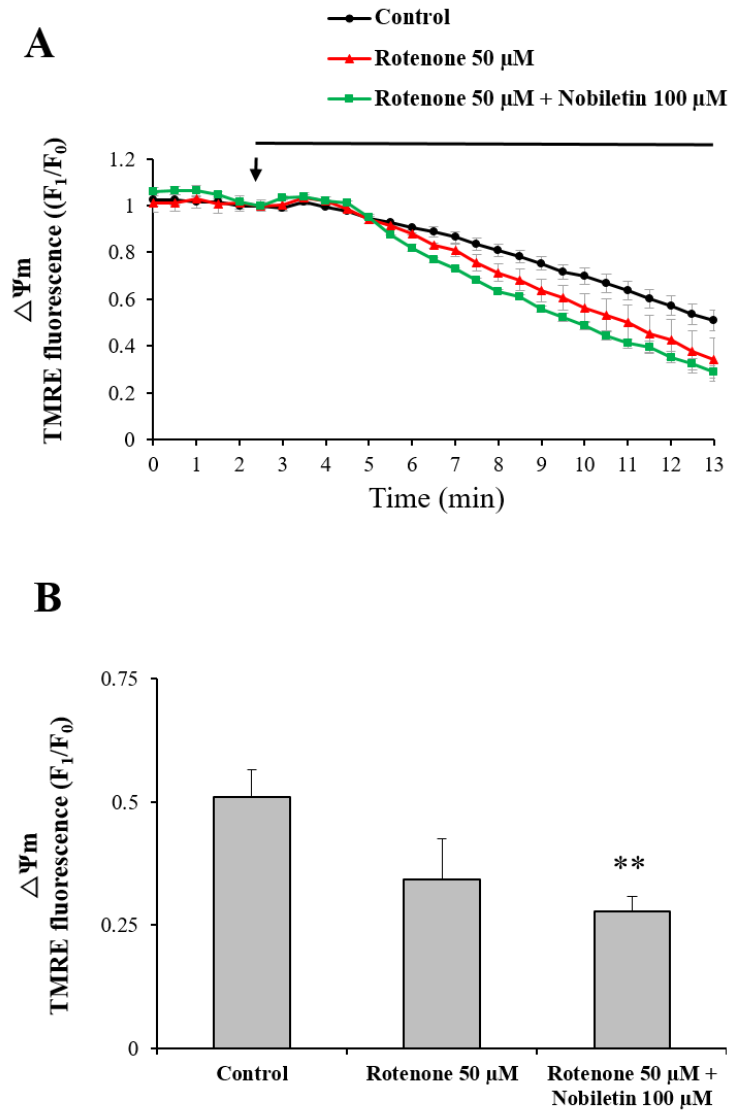 Control
A
Rotenone 50 μM
Rotenone 50 μM + Nobiletin 100 μM
△Ψm
TMRE fluorescence ((F1/F0)
1.2
1
0.8
0.6
0.4
0.2
0
0 1 2 3 4 5 6 7 8 9 10 11 12 13
Time (min)
B
△Ψm
TMRE fluorescence (F1/F0)
0.75
0.5
0.25
0
**
Control Rotenone 50 μM Rotenone 50 μM +
Nobiletin 100 μM